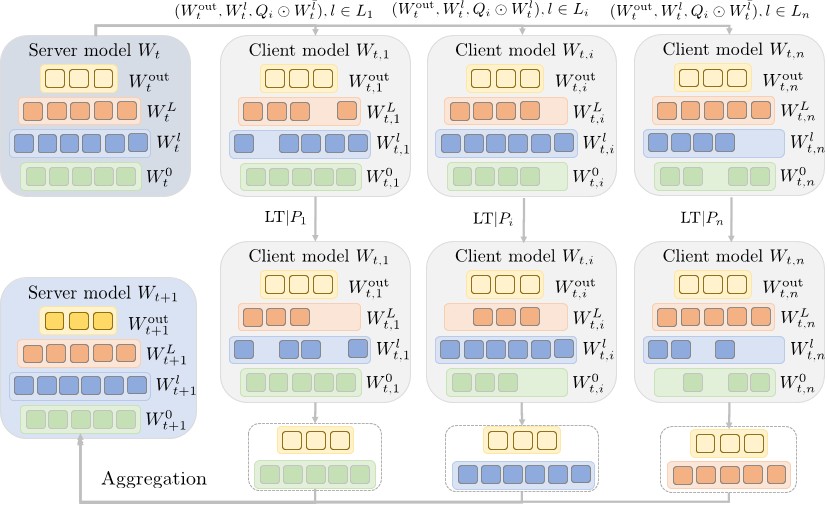 (W_t^out, W_t^l, Q_i ⊙ W_t^l̄), l ∈ L_1
(W_t^out, W_t^l, Q_i ⊙ W_t^l̄), l ∈ L_i
(W_t^out, W_t^l, Q_i ⊙ W_t^l̄), l ∈ L_n
Server model W_t
W_t^out
W_t^L
W_t^l
W_t^0
Client model W_{t,1}
W_{t,1}^out
W_{t,1}^L
W_{t,1}^l
W_{t,1}^0
Client model W_{t,i}
W_{t,i}^out
W_{t,i}^L
W_{t,i}^l
W_{t,i}^0
Client model W_{t,n}
W_{t,n}^out
W_{t,n}^L
W_{t,n}^l
W_{t,n}^0
LT|P_1
LT|P_i
LT|P_n
Client model W_{t,1}
W_{t,1}^out
W_{t,1}^L
W_{t,1}^l
W_{t,1}^0
Client model W_{t,i}
W_{t,i}^out
W_{t,i}^L
W_{t,i}^l
W_{t,i}^0
Client model W_{t,n}
W_{t,n}^out
W_{t,n}^L
W_{t,n}^l
W_{t,n}^0
Server model W_{t+1}
W_{t+1}^out
W_{t+1}^L
W_{t+1}^l
W_{t+1}^0
Aggregation